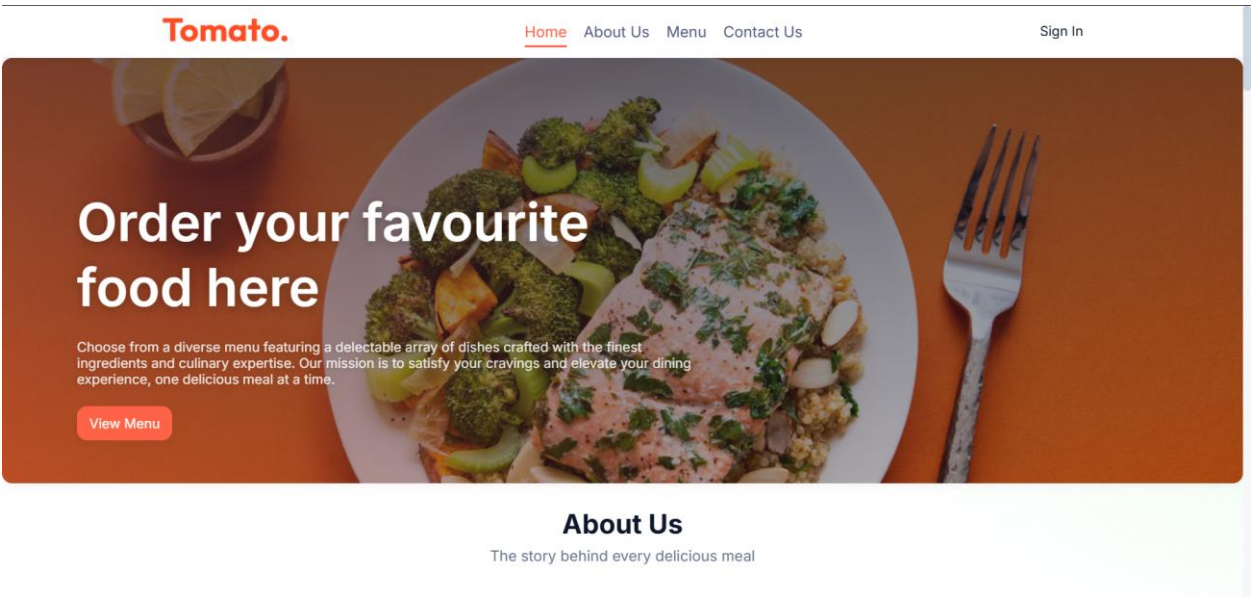 Tomato.
Home About Us Menu Contact Us
Sign In
Order your favourite
food here
Choose from a diverse menu featuring a delectable array of dishes crafted with the finest
ingredients and culinary expertise. Our mission is to satisfy your cravings and elevate your dining
experience, one delicious meal at a time.
View Menu
About Us
The story behind every delicious meal